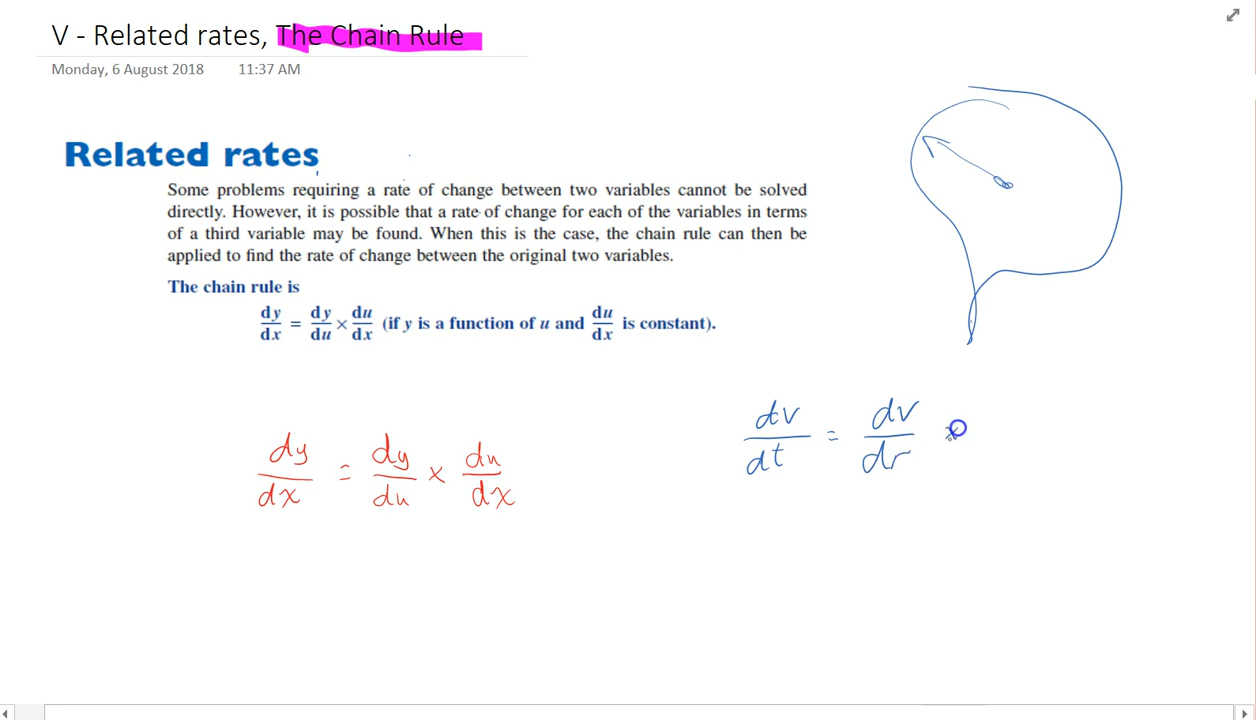 V - Related rates, The Chain Rule
Monday, 6 August 2018 11:37 AM
Related rates
Some problems requiring a rate of change between two variables cannot be solved
directly. However, it is possible that a rate of change for each of the variables in terms
of a third variable may be found. When this is the case, the chain rule can then be
applied to find the rate of change between the original two variables.
The chain rule is
dy/dx = dy/du × du/dx (if y is a function of u and du/dx is constant).
dv/dt = dv/dr ×
dy/dx = dy/du × du/dx